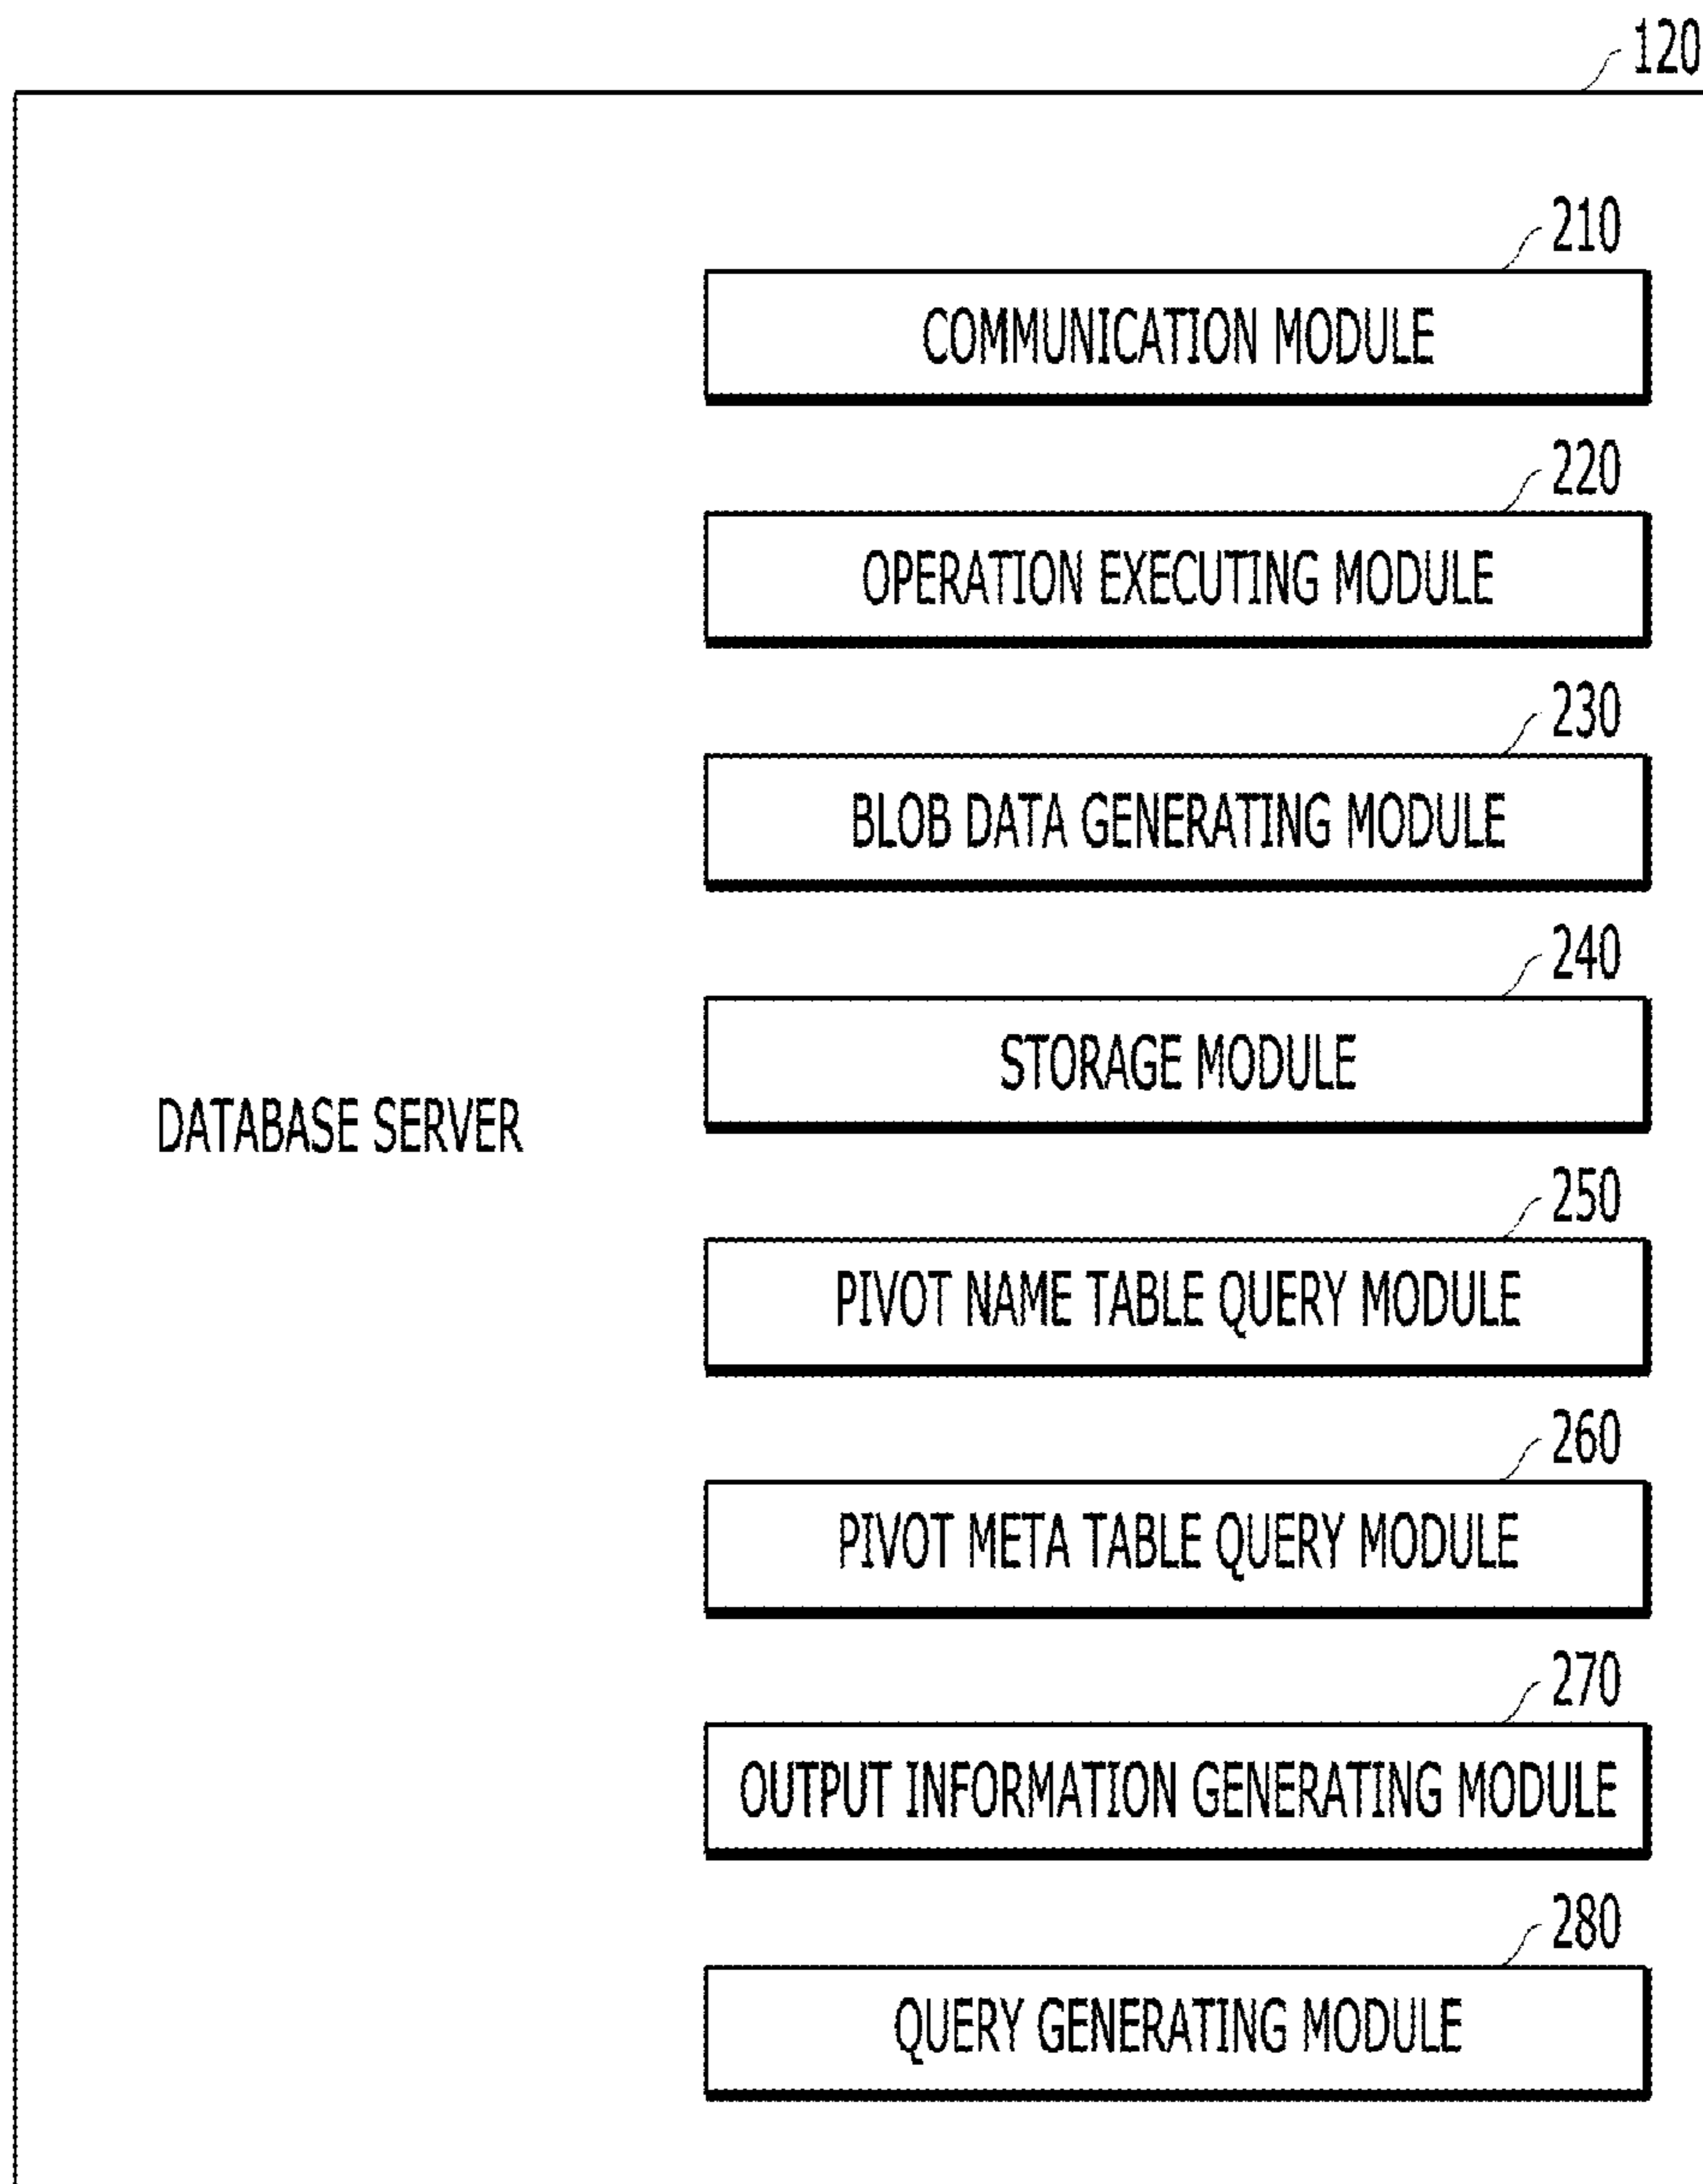 120
210
COMMUNICATION MODULE
220
OPERATION EXECUTING MODULE
230
BLOB DATA GENERATING MODULE
240
STORAGE MODULE
DATABASE SERVER
250
PIVOT NAME TABLE QUERY MODULE
260
PIVOT META TABLE QUERY MODULE
270
OUTPUT INFORMATION GENERATING MODULE
280
QUERY GENERATING MODULE